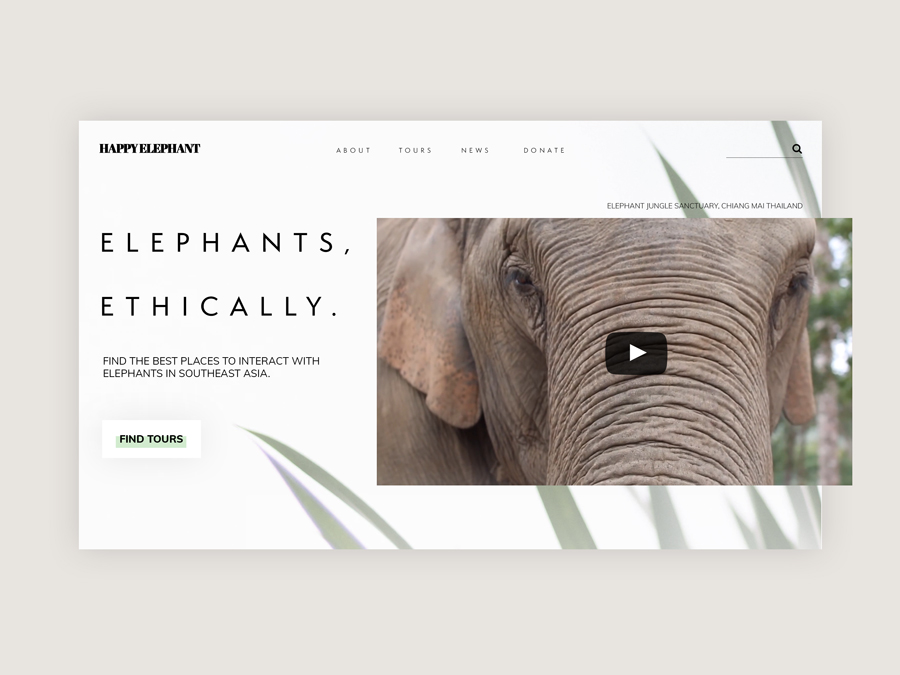 HAPPY ELEPHANT
ABOUT TOURS NEWS DONATE
ELEPHANT JUNGLE SANCTUARY, CHIANG MAI THAILAND
ELEPHANTS,
ETHICALLY.
FIND THE BEST PLACES TO INTERACT WITH
ELEPHANTS IN SOUTHEAST ASIA.
FIND TOURS